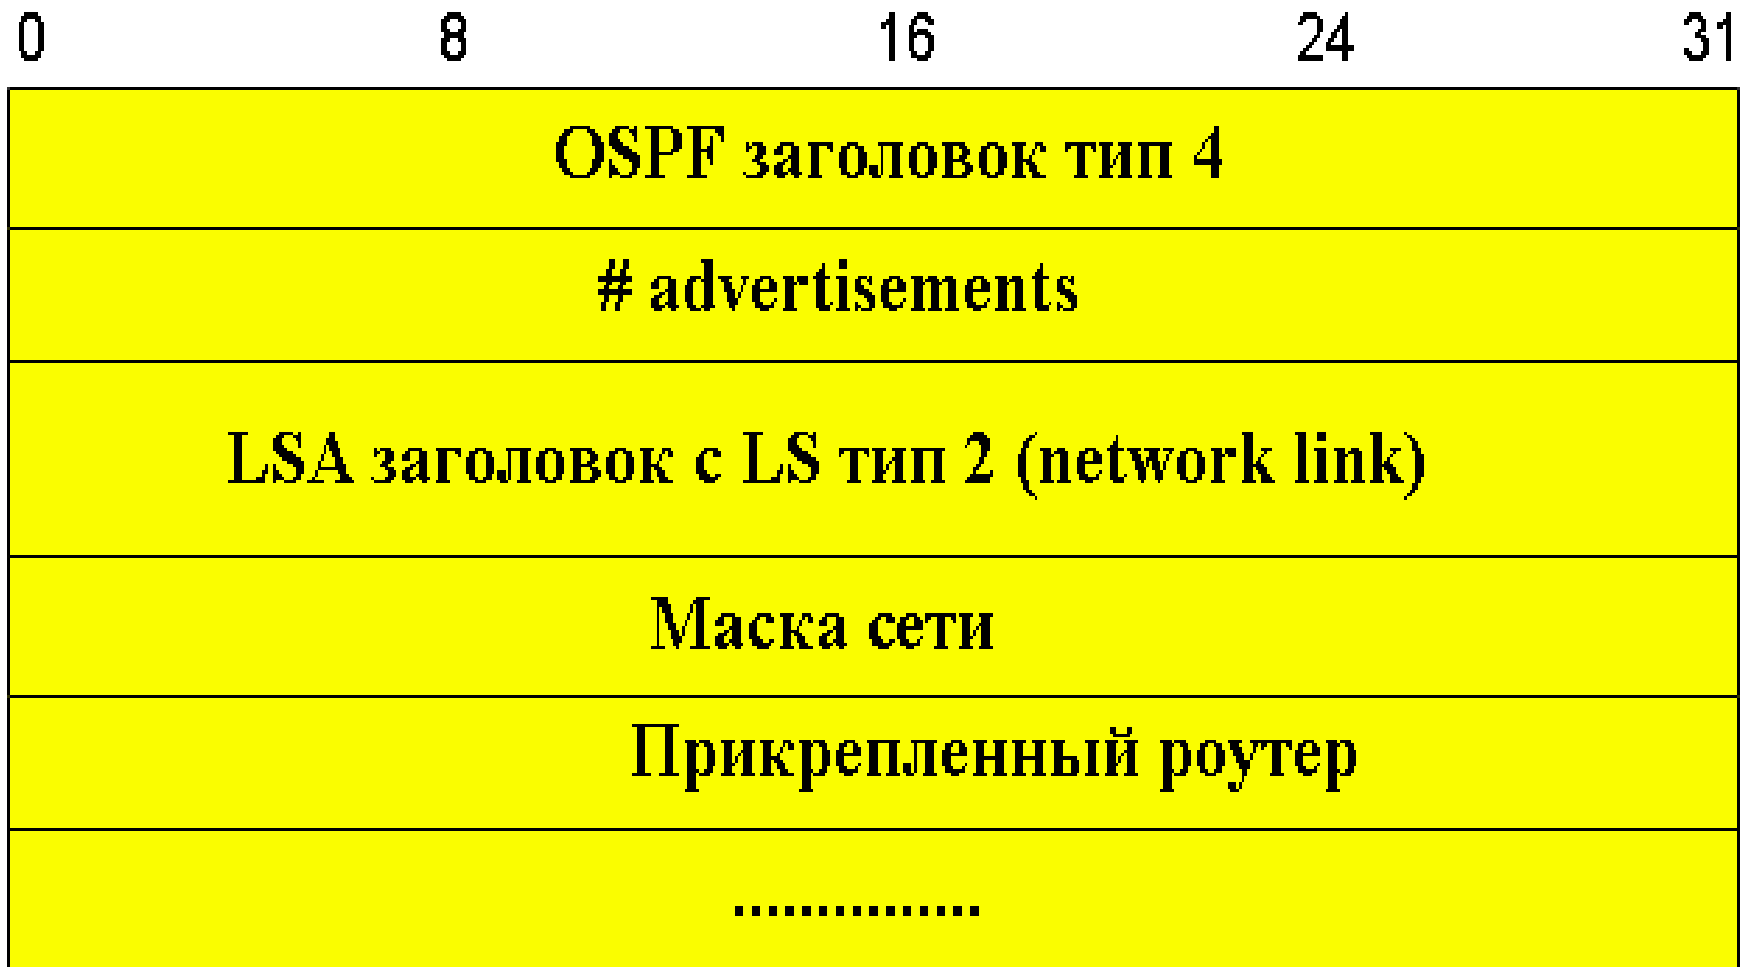 0 8 16 24 31
OSPF заголовок тип 4
# advertisements
LSA заголовок с LS тип 2 (network link)
Маска сети
Прикрепленный роутер
...............